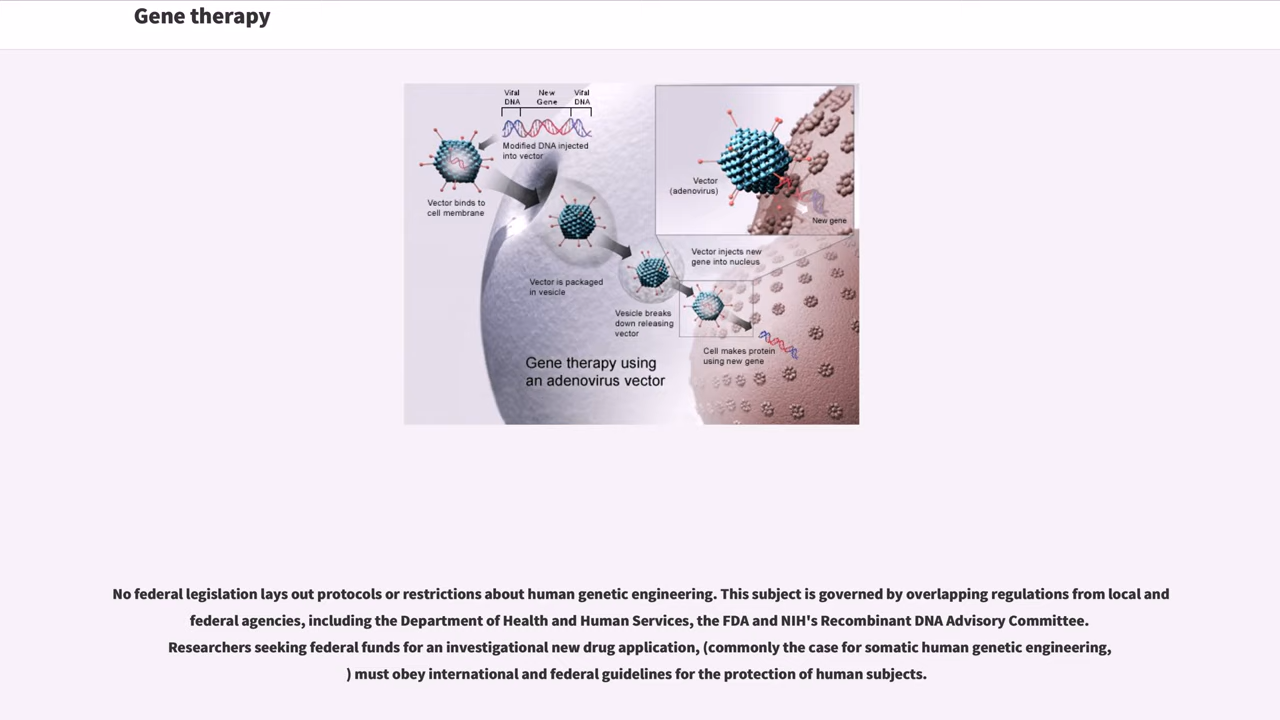 Gene therapy
Viral
DNA
New
Gene
Viral
DNA
Modified DNA injected
into vector
Vector binds to
cell membrane
Vector
(adenovirus)
New gene
Vector injects new
gene into nucleus
Vector is packaged
in vesicle
Vesicle breaks
down releasing
vector
Cell makes protein
using new gene
Gene therapy using
an adenovirus vector
No federal legislation lays out protocols or restrictions about human genetic engineering. This subject is governed by overlapping regulations from local and
federal agencies, including the Department of Health and Human Services, the FDA and NIH's Recombinant DNA Advisory Committee.
Researchers seeking federal funds for an investigational new drug application, (commonly the case for somatic human genetic engineering,
) must obey international and federal guidelines for the protection of human subjects.